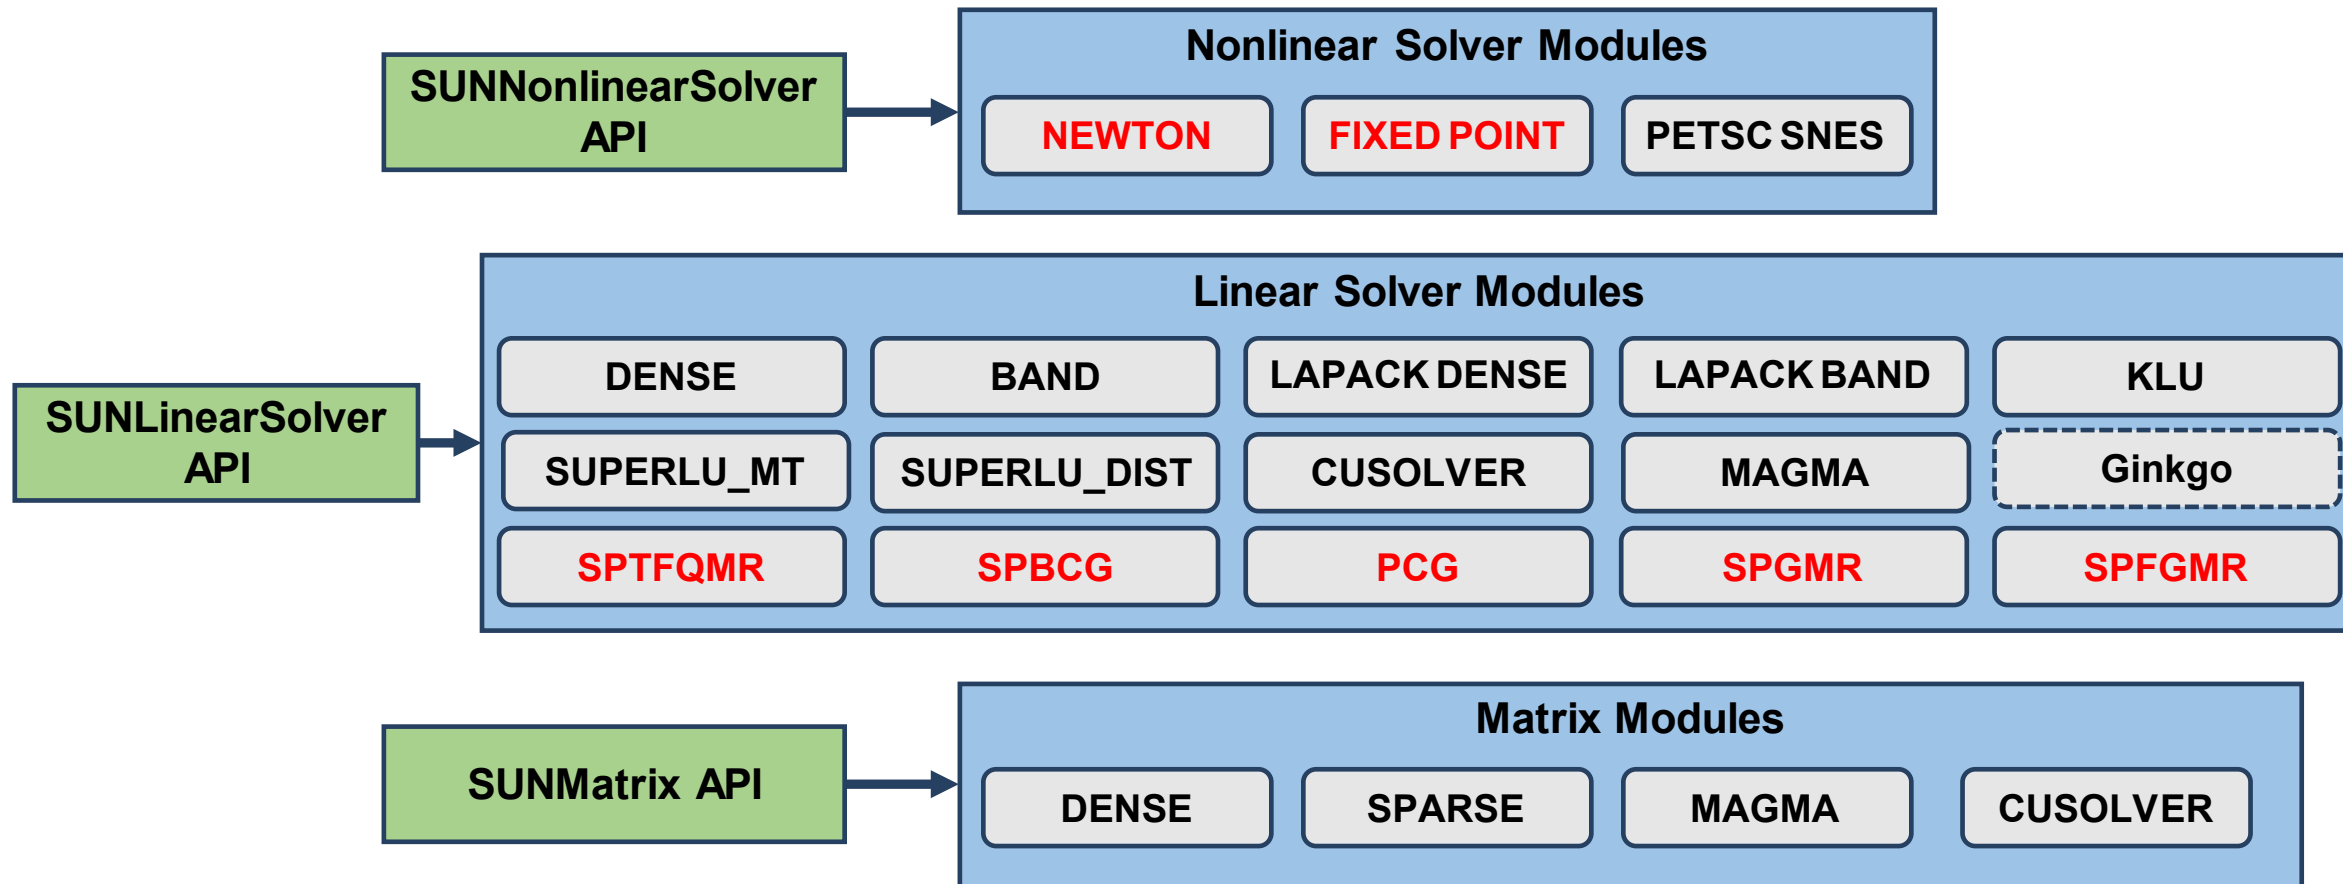 Nonlinear Solver Modules
SUNNonlinearSolver
API
NEWTON
FIXED POINT
PETSC SNES
Linear Solver Modules
SUNLinearSolver
API
DENSE
BAND
LAPACK DENSE
LAPACK BAND
KLU
SUPERLU_MT
SUPERLU_DIST
CUSOLVER
MAGMA
Ginkgo
SPTFQMR
SPBCG
PCG
SPGMR
SPFGMR
Matrix Modules
SUNMatrix API
DENSE
SPARSE
MAGMA
CUSOLVER